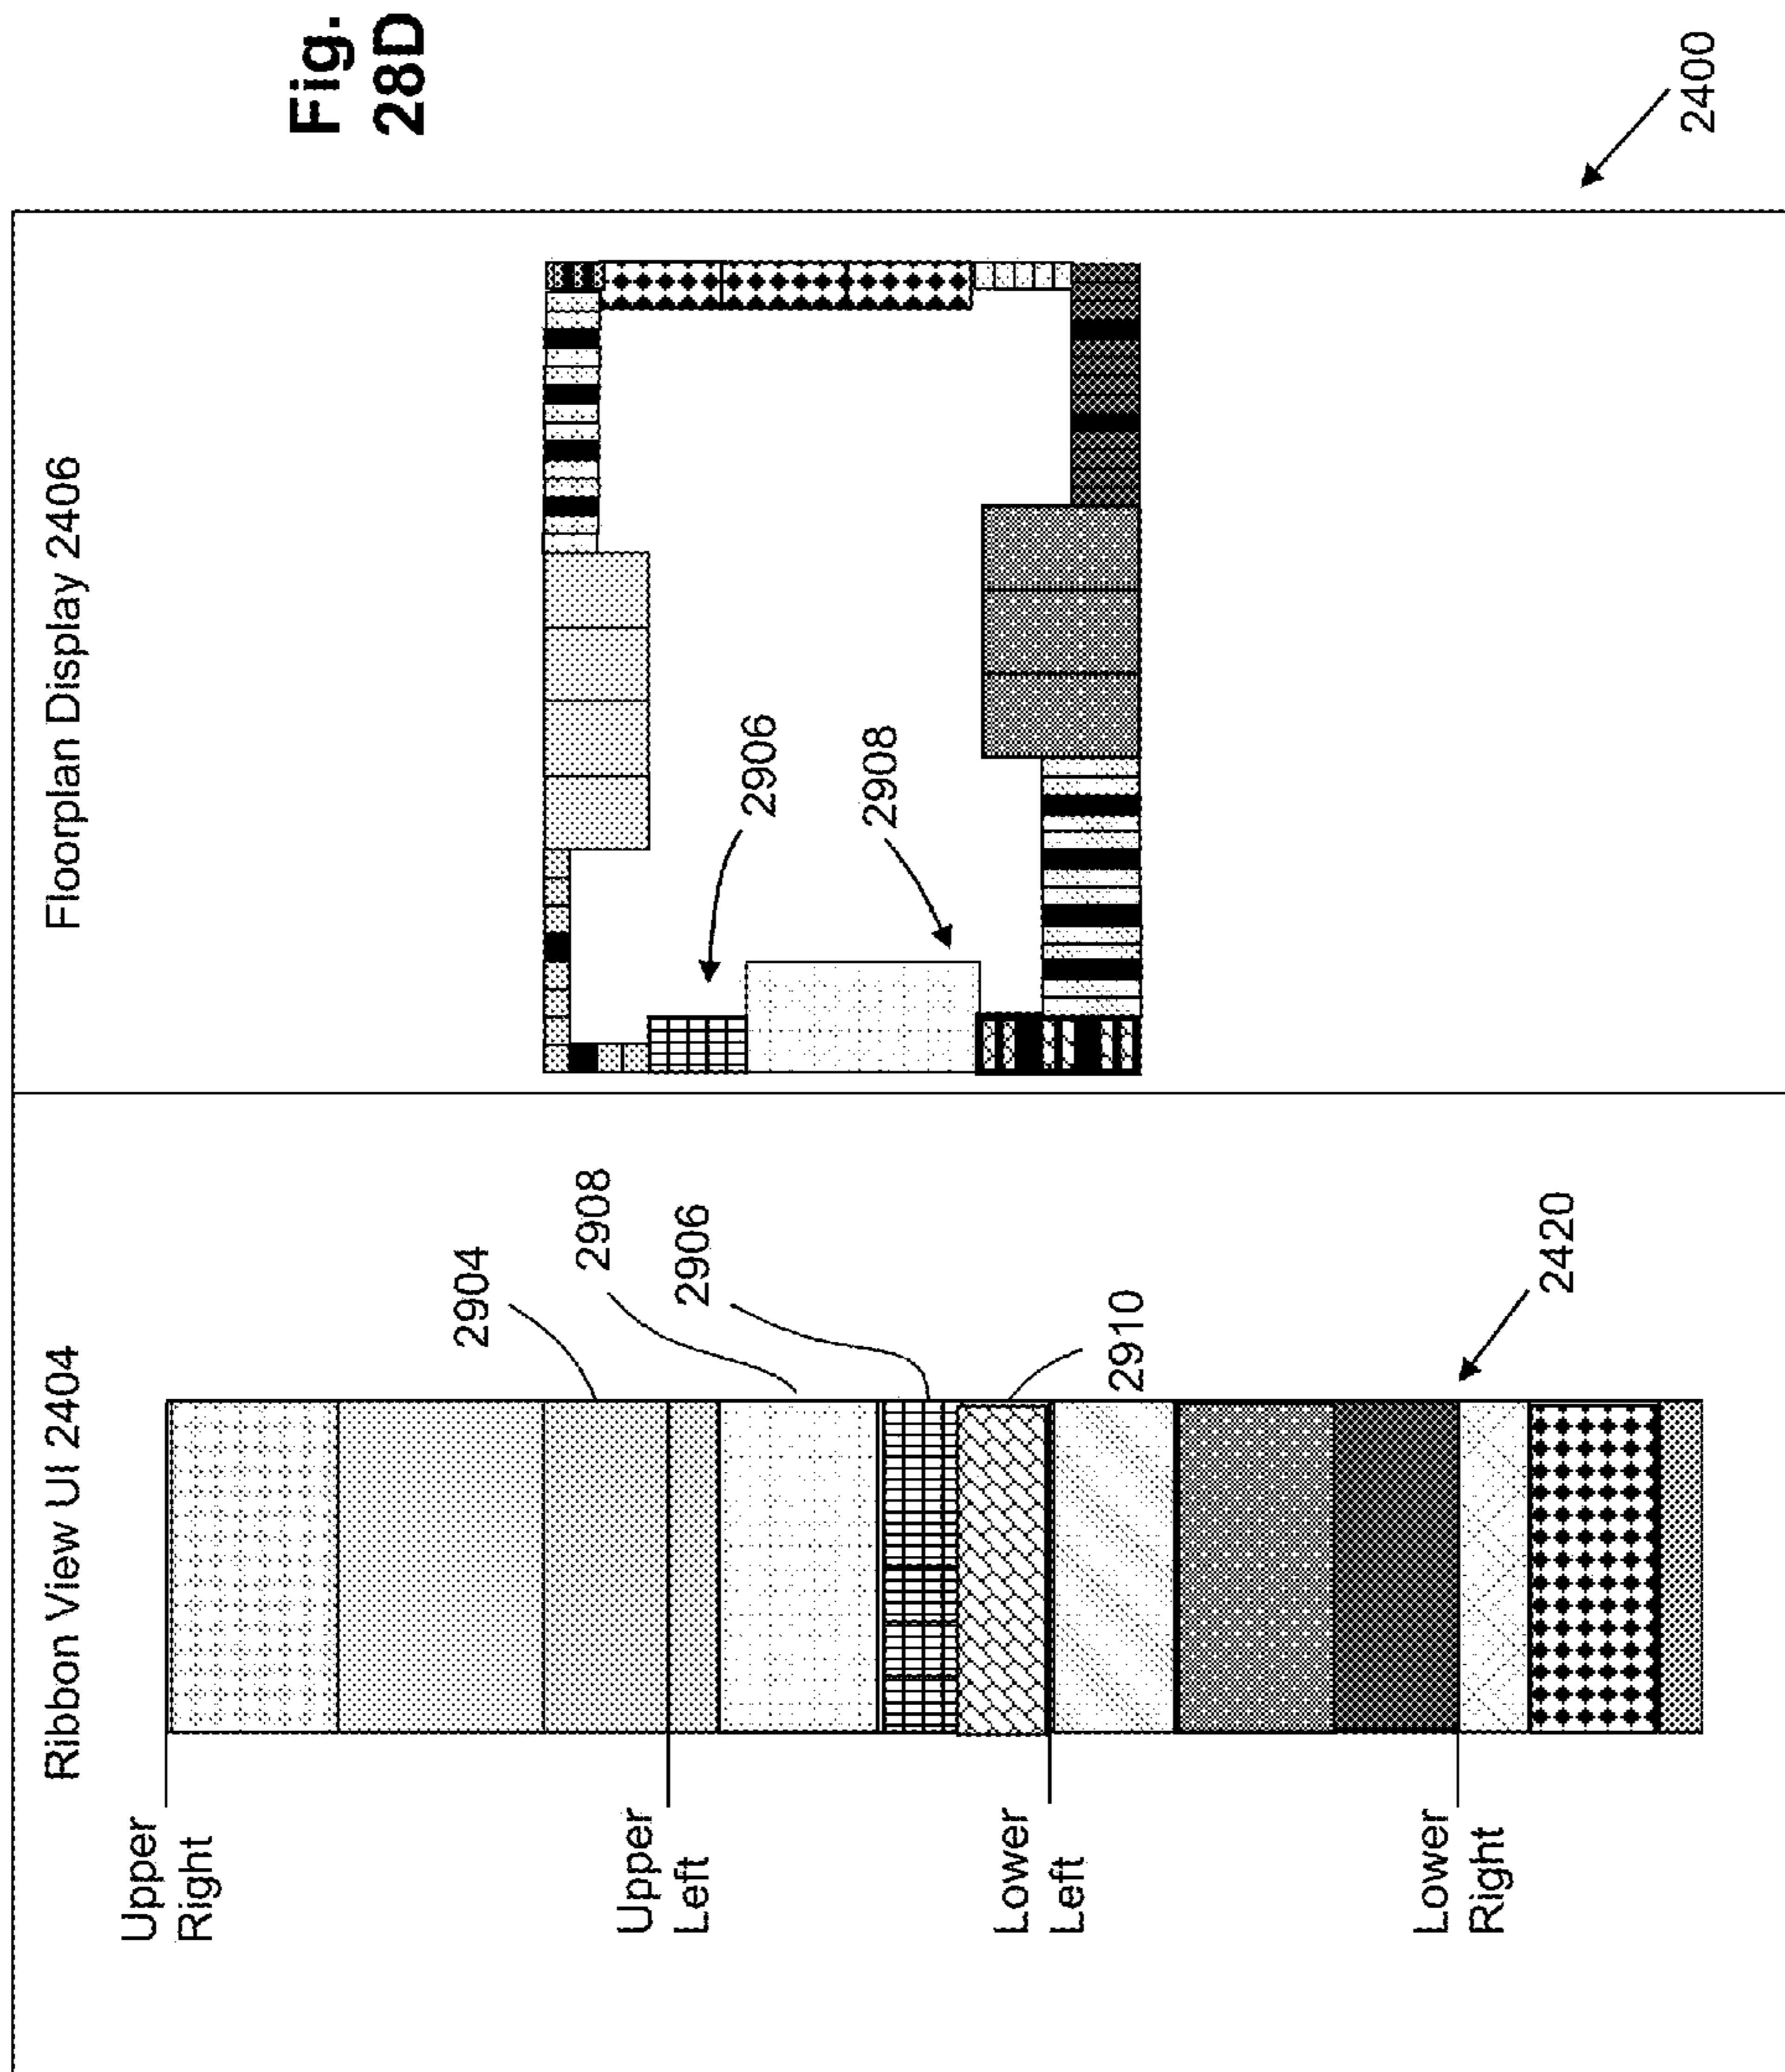 Fig.
28D
Ribbon View UI 2404
Floorplan Display 2406
Upper
Right
Upper
Left
Lower
Left
Lower
Right
2904
2908
2906
2910
2420
2906
2908
2400